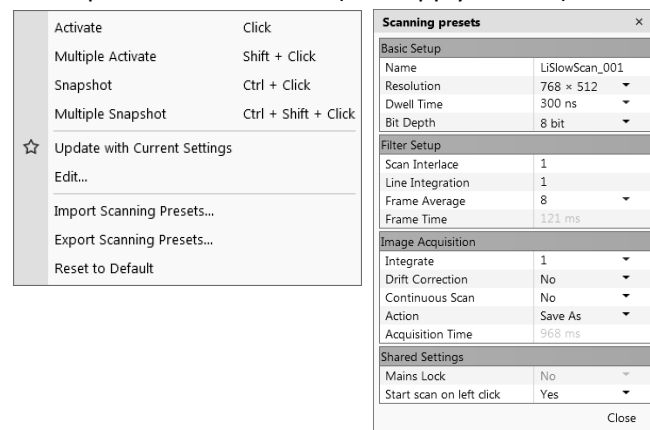 Activate Click
Multiple Activate Shift + Click
Snapshot Ctrl + Click
Multiple Snapshot Ctrl + Shift + Click
Update with Current Settings
Edit...
Import Scanning Presets...
Export Scanning Presets...
Reset to Default
Scanning presets ×
Basic Setup
Name LiSlowScan_001
Resolution 768 × 512
Dwell Time 300 ns
Bit Depth 8 bit
Filter Setup
Scan Interlace 1
Line Integration 1
Frame Average 8
Frame Time 121 ms
Image Acquisition
Integrate 1
Drift Correction No
Continuous Scan No
Action Save As
Acquisition Time 968 ms
Shared Settings
Mains Lock No
Start scan on left click Yes
Close